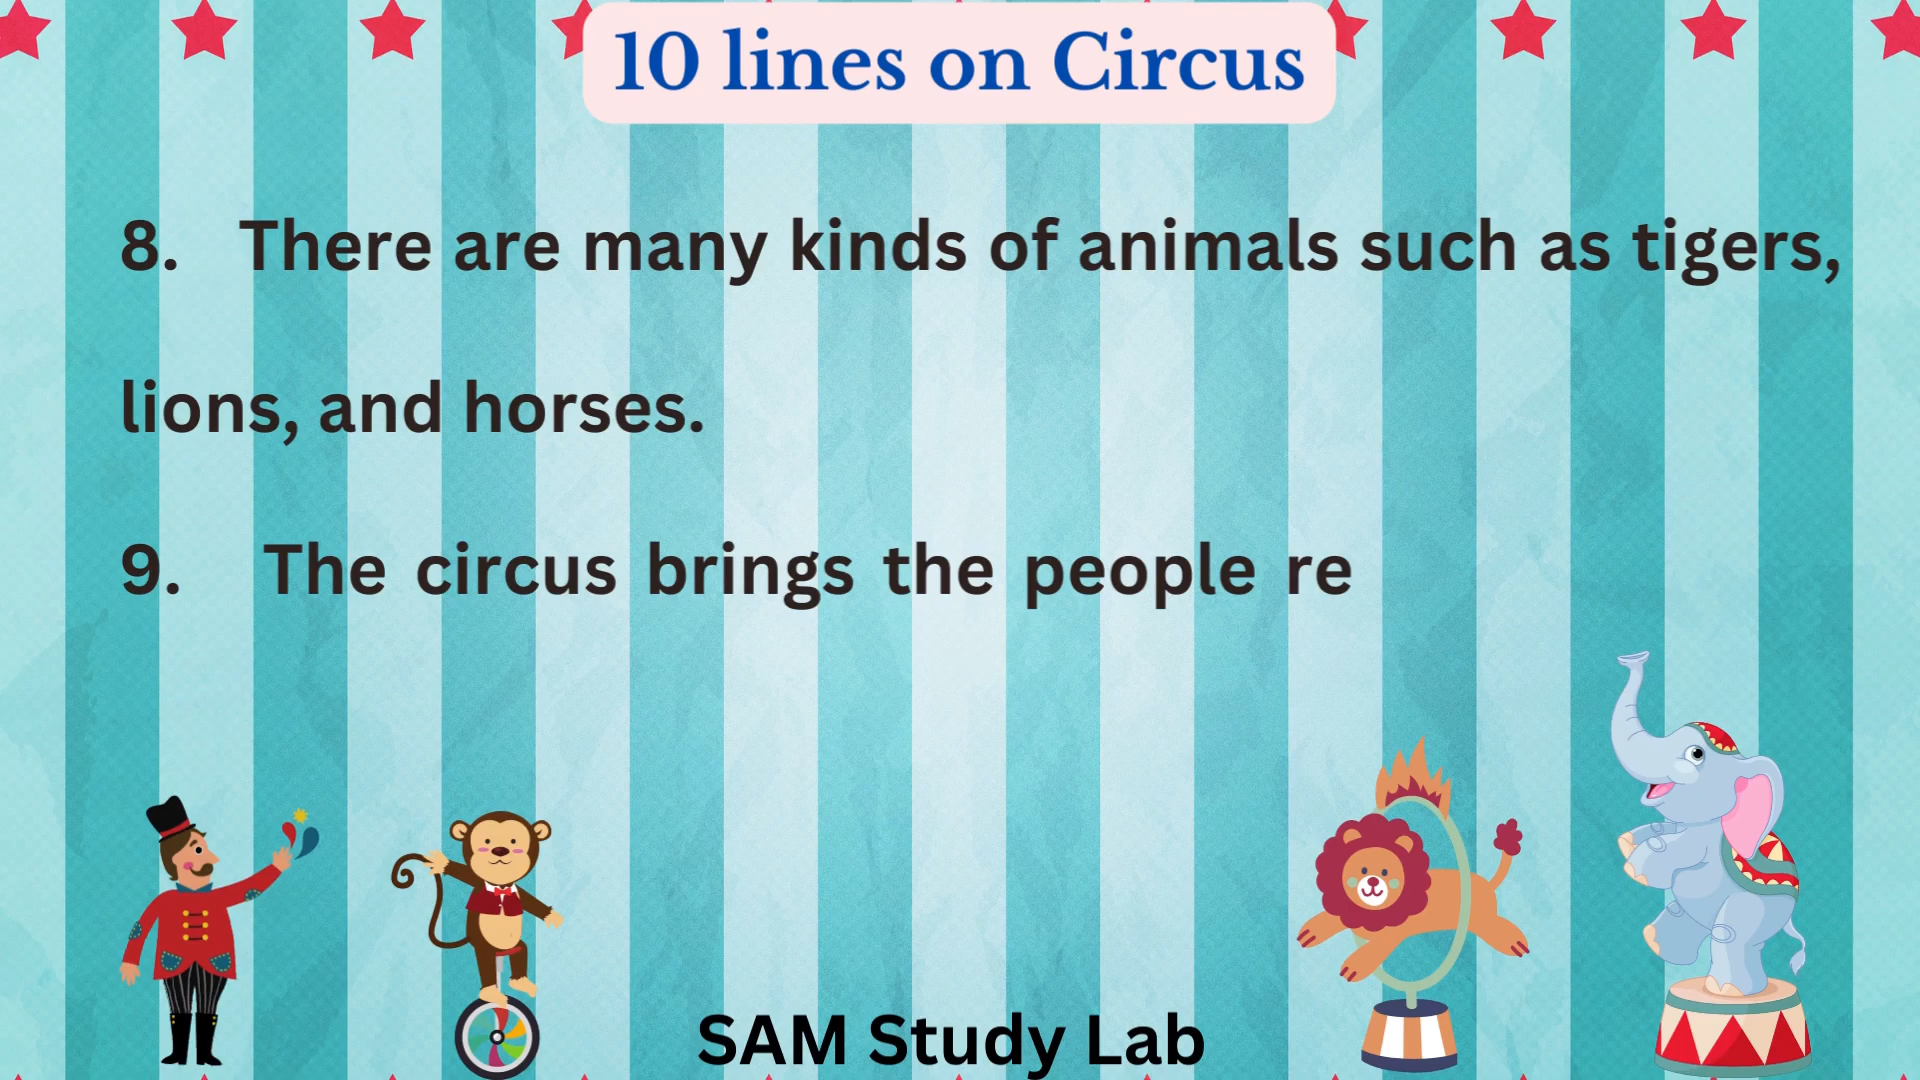 10 lines on Circus
8. There are many kinds of animals such as tigers,
lions, and horses.
9. The circus brings the people re
SAM Study Lab